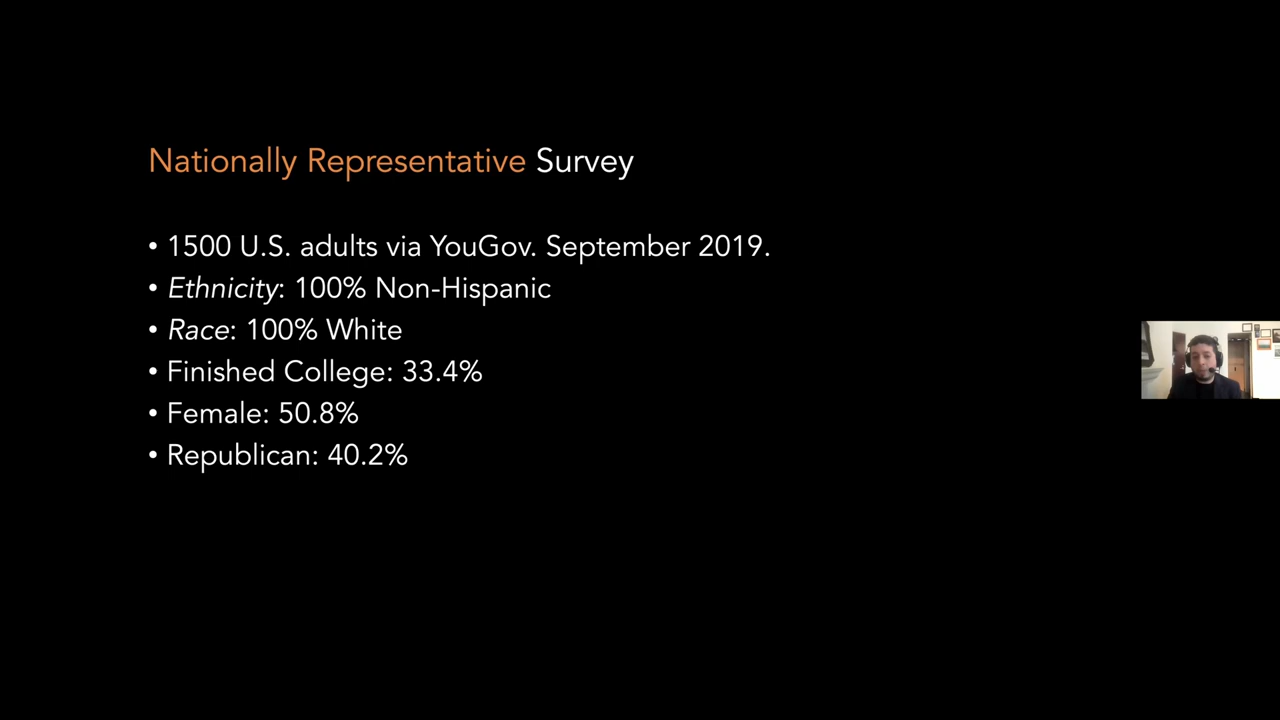 Nationally Representative Survey
• 1500 U.S. adults via YouGov. September 2019.
• Ethnicity: 100% Non-Hispanic
• Race: 100% White
• Finished College: 33.4%
• Female: 50.8%
• Republican: 40.2%